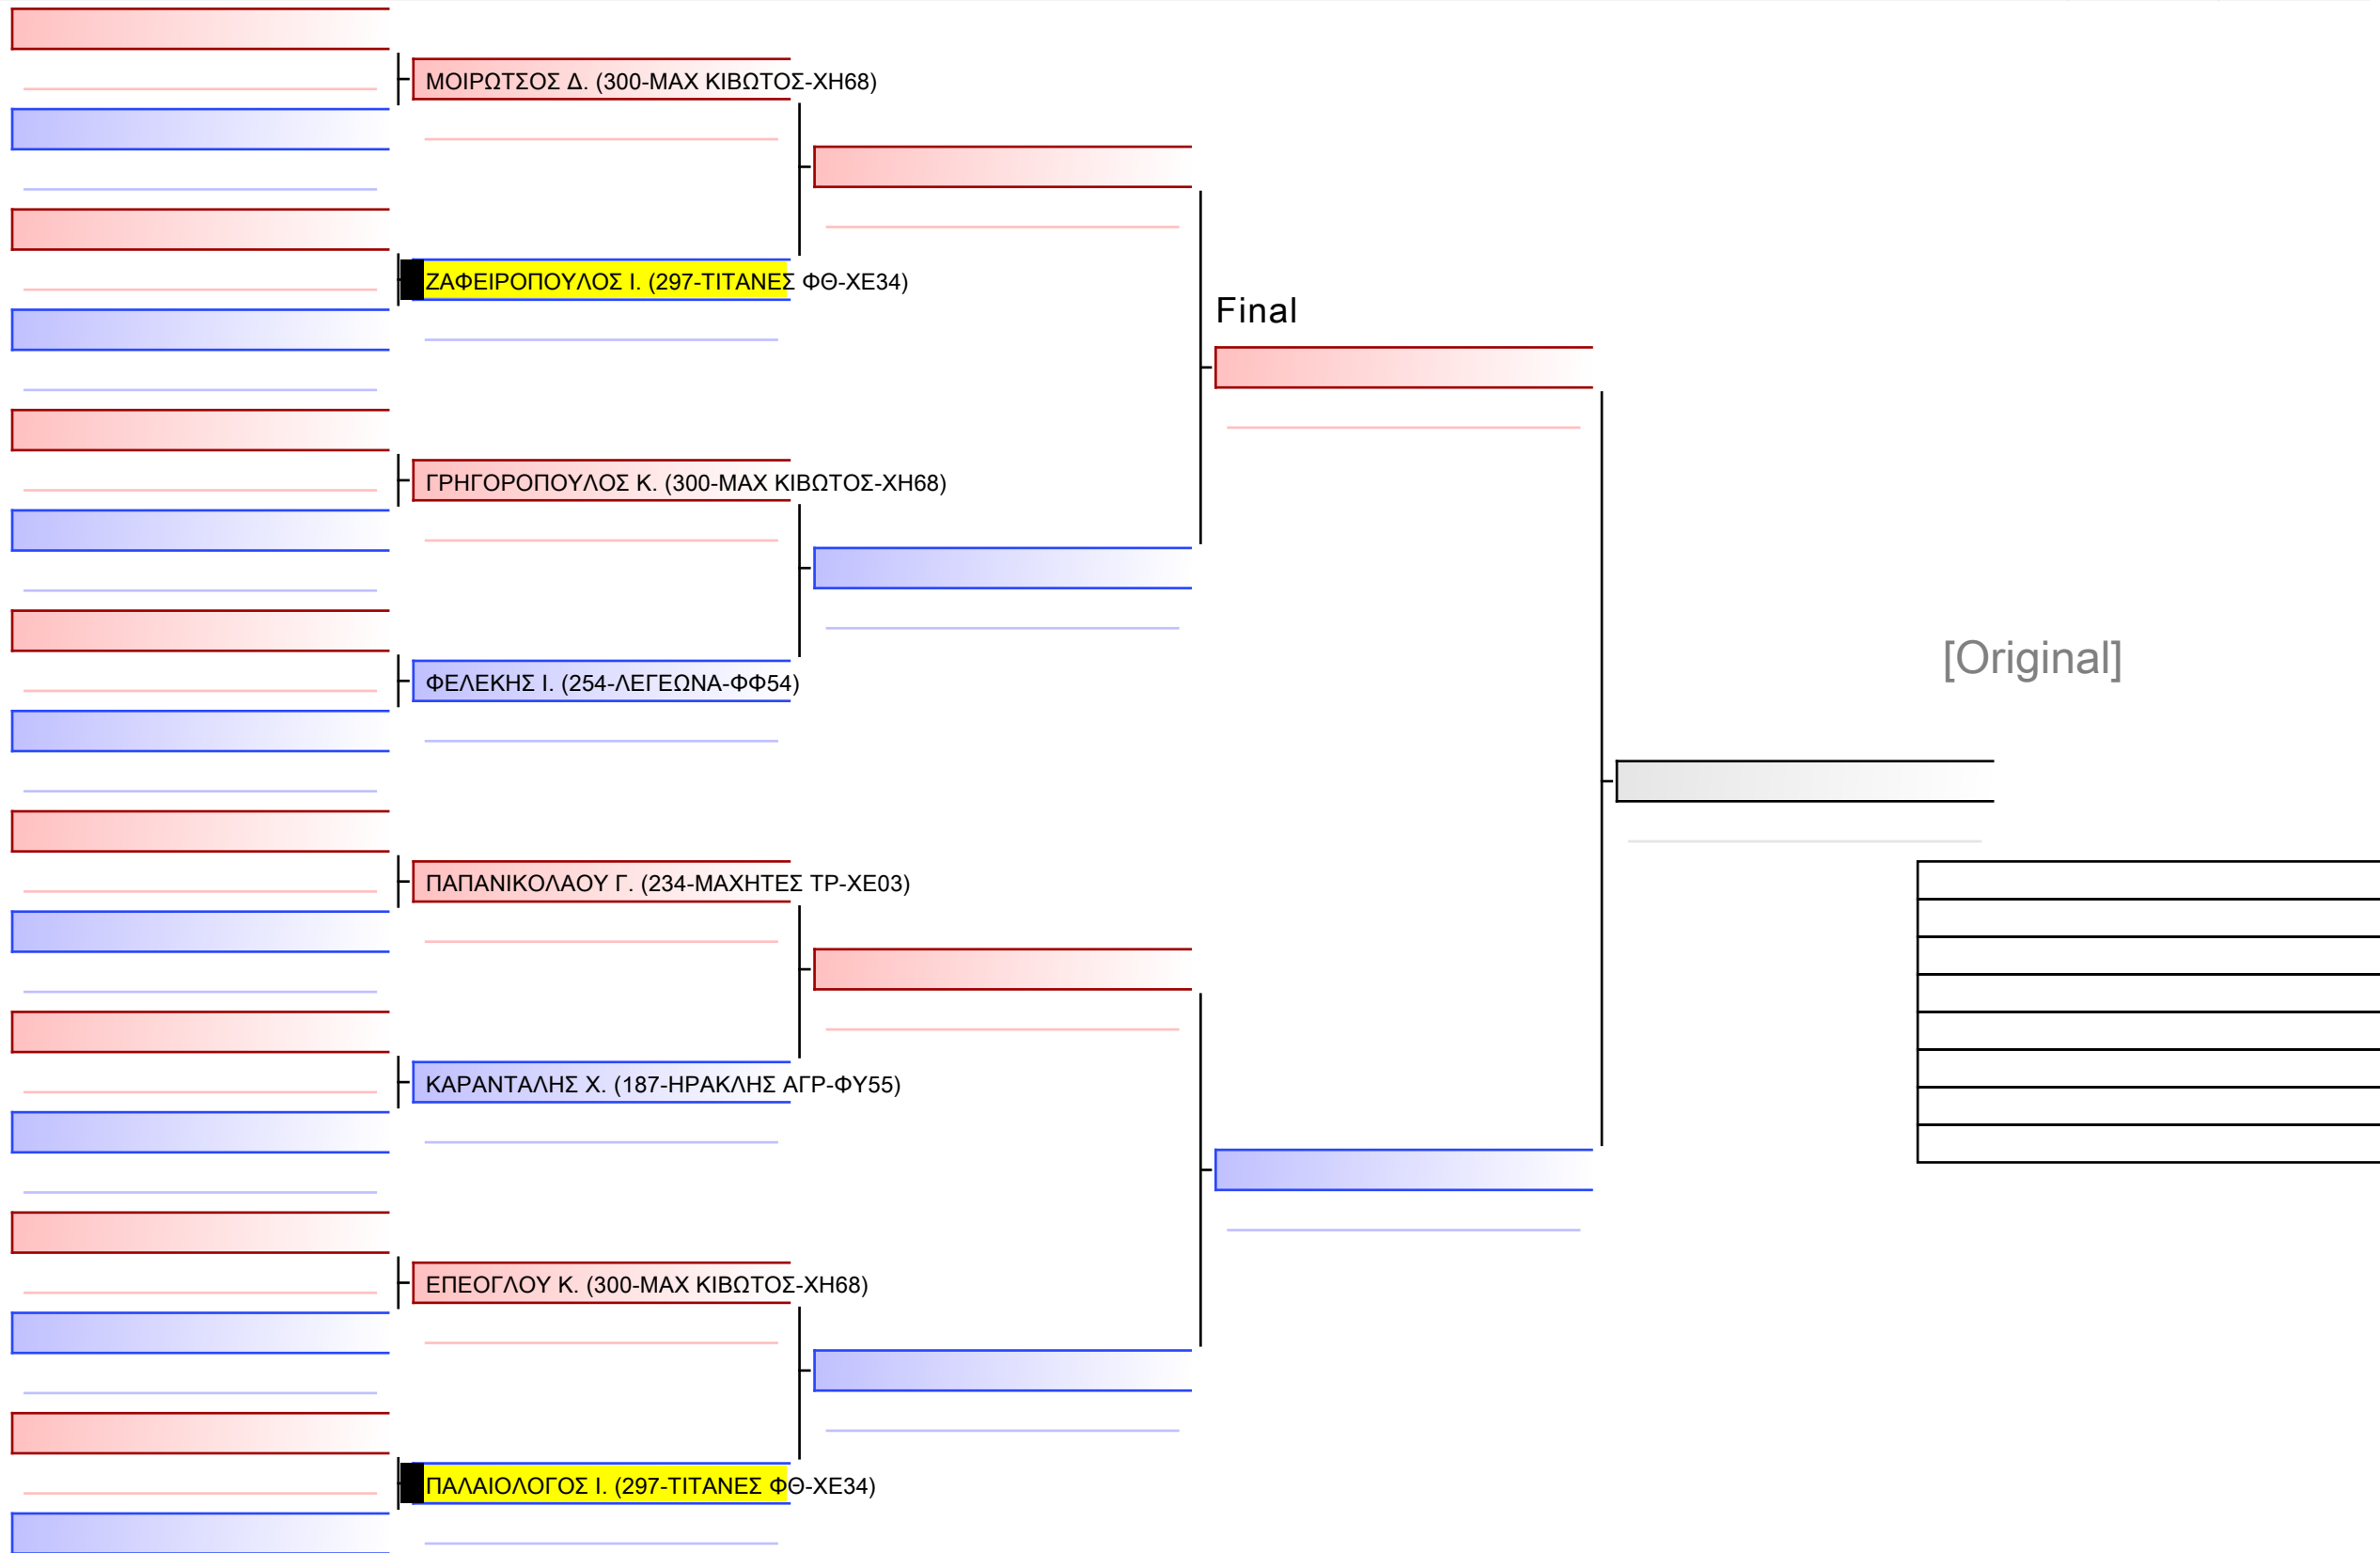 ΜΟΙΡΩΤΣΟΣ Δ. (300-ΜΑΧ ΚΙΒΩΤΟΣ-ΧΗ68)
ΖΑΦΕΙΡΟΠΟΥΛΟΣ Ι. (297-ΤΙΤΑΝΕΣ ΦΘ-ΧΕ34)
Final
ΓΡΗΓΟΡΟΠΟΥΛΟΣ Κ. (300-ΜΑΧ ΚΙΒΩΤΟΣ-ΧΗ68)
[Original]
ΦΕΛΕΚΗΣ Ι. (254-ΛΕΓΕΩΝΑ-ΦΦ54)
ΠΑΠΑΝΙΚΟΛΑΟΥ Γ. (234-ΜΑΧΗΤΕΣ ΤΡ-ΧΕ03)
ΚΑΡΑΝΤΑΛΗΣ Χ. (187-ΗΡΑΚΛΗΣ ΑΓΡ-ΦΥ55)
ΕΠΕΟΓΛΟΥ Κ. (300-ΜΑΧ ΚΙΒΩΤΟΣ-ΧΗ68)
ΠΑΛΑΙΟΛΟΓΟΣ Ι. (297-ΤΙΤΑΝΕΣ ΦΘ-ΧΕ34)